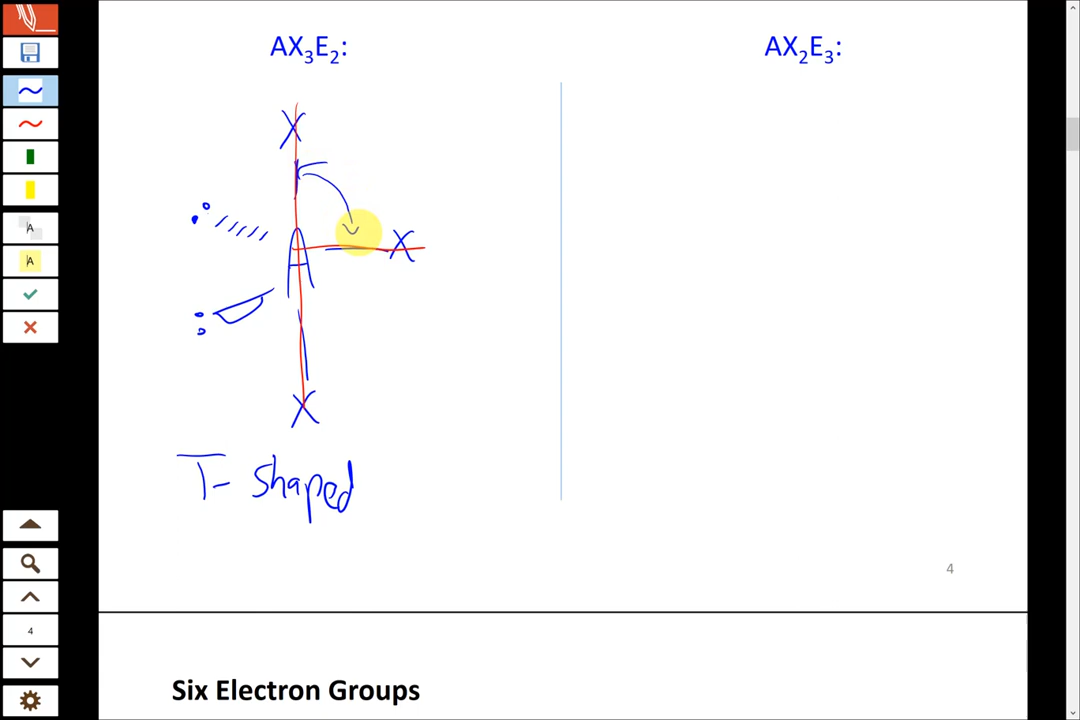 AX₃E₂:
AX₂E₃:
X
A
X
X
T- shaped
4
Six Electron Groups
A
A
4